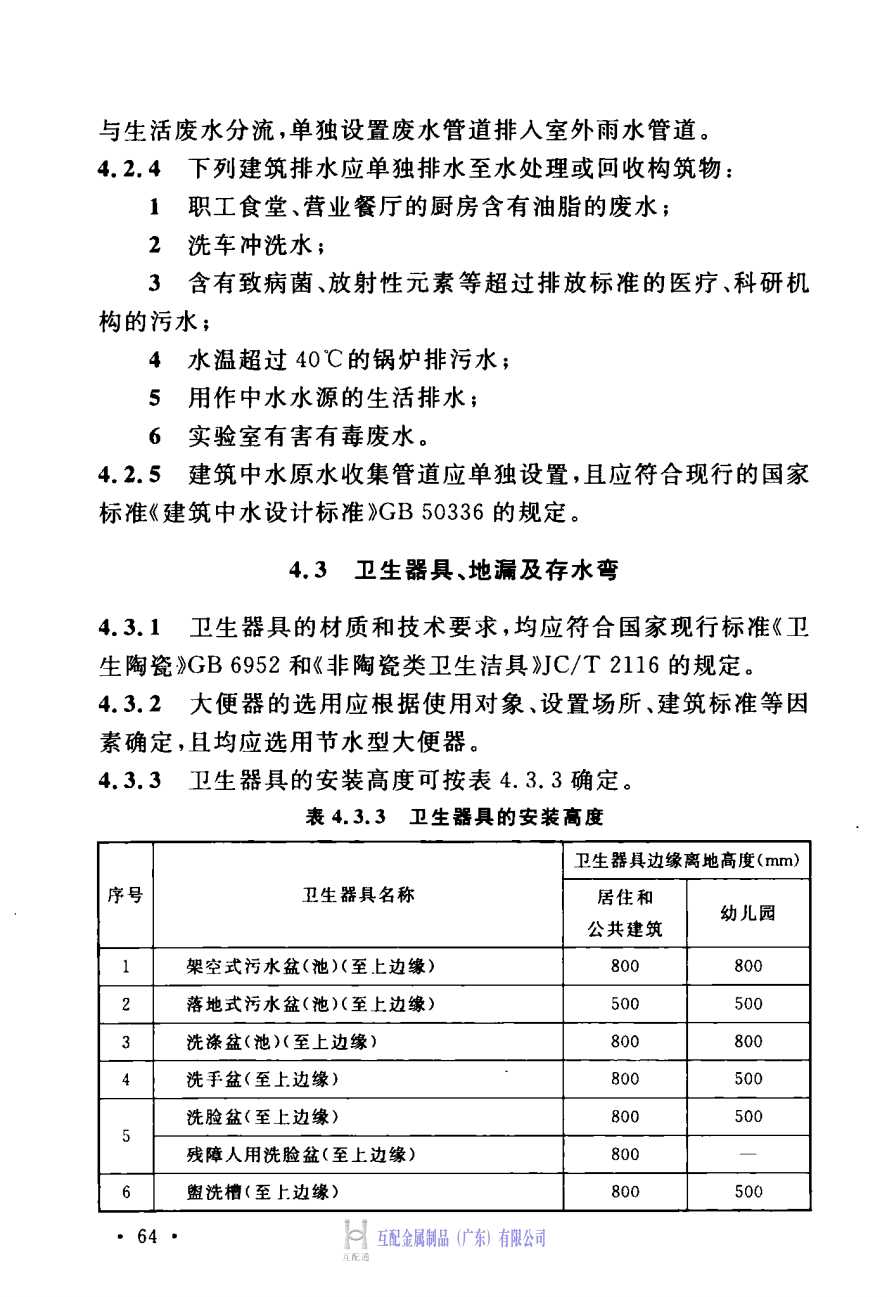 与生活废水分流,单独设置废水管道排入室外雨水管道。
4.2.4 下列建筑排水应单独排水至水处理或回收构筑物:
1 职工食堂、营业餐厅的厨房含有油脂的废水;
2 洗车冲洗水;
3 含有致病菌、放射性元素等超过排放标准的医疗、科研机
构的污水;
4 水温超过 40℃的锅炉排污水;
5 用作中水水源的生活排水;
6 实验室有害有毒废水。
4.2.5 建筑中水原水收集管道应单独设置,且应符合现行的国家
标准《建筑中水设计标准》GB 50336 的规定。
4.3 卫生器具、地漏及存水弯
4.3.1 卫生器具的材质和技术要求,均应符合国家现行标准《卫
生陶瓷》GB 6952 和《非陶瓷类卫生洁具》JC/T 2116 的规定。
4.3.2 大便器的选用应根据使用对象、设置场所、建筑标准等因
素确定,且均应选用节水型大便器。
4.3.3 卫生器具的安装高度可按表 4.3.3 确定。
表 4.3.3 卫生器具的安装高度
序号 卫生器具名称 卫生器具边缘离地高度(mm)
居住和
公共建筑 幼儿园
1 架空式污水盆(池)(至上边缘) 800 800
2 落地式污水盆(池)(至上边缘) 500 500
3 洗涤盆(池)(至上边缘) 800 800
4 洗手盆(至上边缘) 800 500
5 洗脸盆(至上边缘) 800 500
残障人用洗脸盆(至上边缘) 800 —
6 盥洗槽(至上边缘) 800 500
· 64 ·
互配金属制品(广东)有限公司
互配通